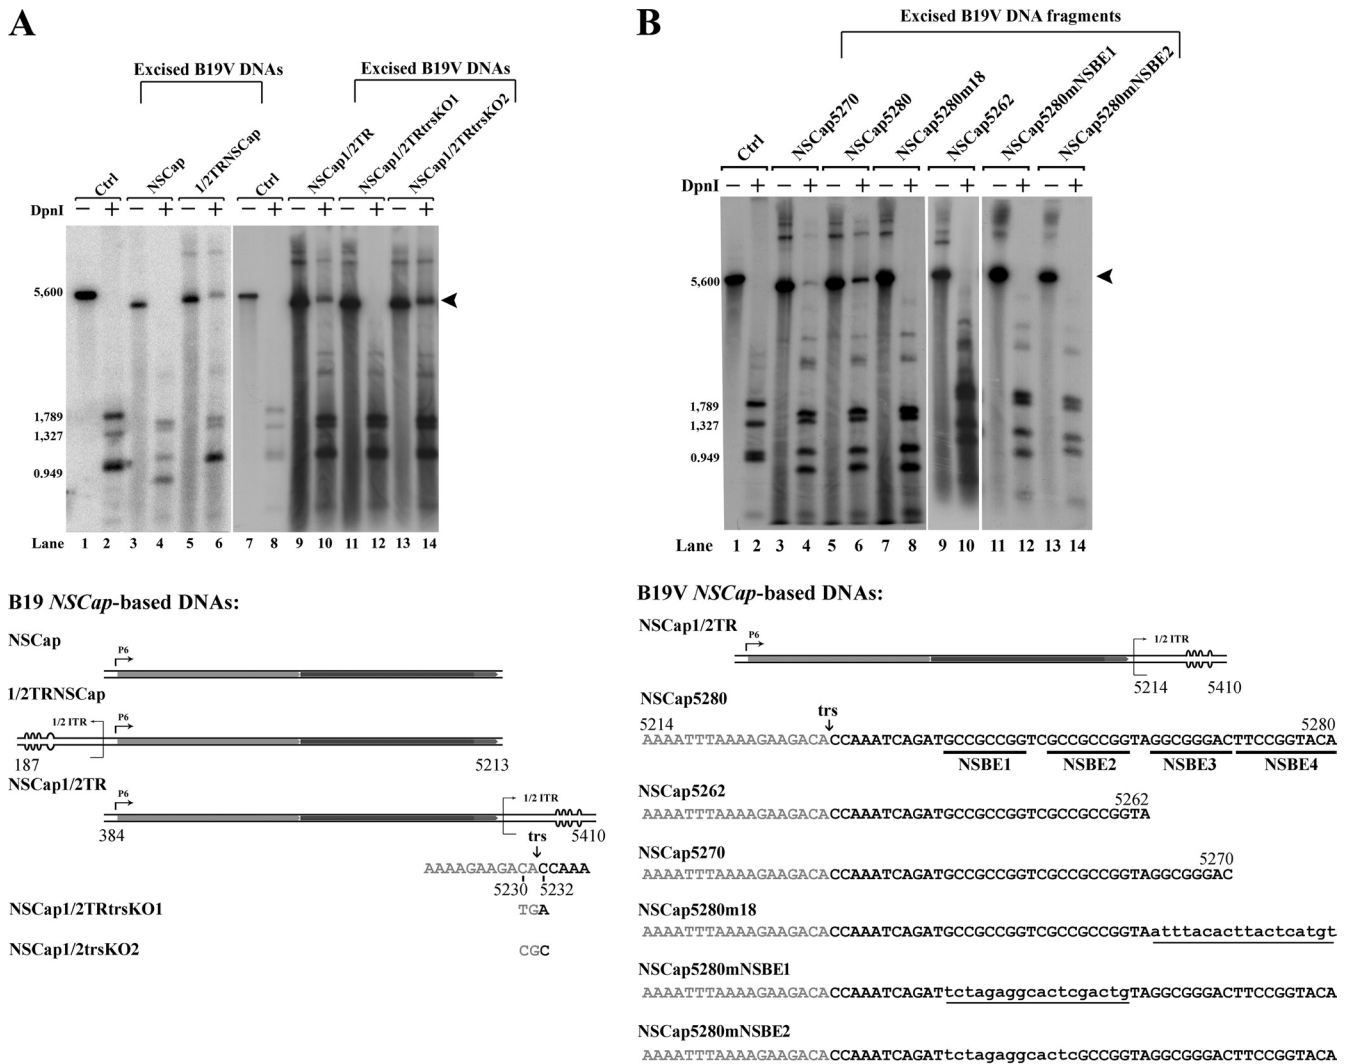 A
Excised B19V DNAs
Excised B19V DNAs
Ctrl
NSCap
1/2TRNSCap
Ctrl
NSCap1/2TR
NSCap1/2TRtrsKO1
NSCap1/2TRtrsKO2
DpnI − + − + − + − + − + − + − +
5,600
1,789
1,327
0.949
Lane 1 2 3 4 5 6 7 8 9 10 11 12 13 14
B19 NSCap-based DNAs:
NSCap
P6
1/2TRNSCap
1/2 ITR
P6
187
5213
NSCap1/2TR
P6
1/2 ITR
384
5410
trs
AAAAGAAGACACCAAA
5230 5232
NSCap1/2TRtrsKO1
TGA
NSCap1/2trsKO2
CGC
B
Excised B19V DNA fragments
Ctrl
NSCap5270
NSCap5280
NSCap5280m18
NSCap5262
NSCap5280mNSBE1
NSCap5280mNSBE2
DpnI − + − + − + − + − + − + − +
5,600
1,789
1,327
0.949
Lane 1 2 3 4 5 6 7 8 9 10 11 12 13 14
B19V NSCap-based DNAs:
NSCap1/2TR
P6
1/2 ITR
5214 5410
NSCap5280
5214
trs
5280
AAAATTTAAAAGAAGACACCAAATCAGATGCCGCCGGTCGCCGCCGGTAGGCGGGACTTCCGGTACA
NSBE1 NSBE2 NSBE3 NSBE4
NSCap5262
5262
AAAATTTAAAAGAAGACACCAAATCAGATGCCGCCGGTCGCCGCCGGTA
NSCap5270
5270
AAAATTTAAAAGAAGACACCAAATCAGATGCCGCCGGTCGCCGCCGGTAGGCGGGAC
NSCap5280m18
AAAATTTAAAAGAAGACACCAAATCAGATGCCGCCGGTCGCCGCCGGTAatttacacttactcatgt
NSCap5280mNSBE1
AAAATTTAAAAGAAGACACCAAATCAGATtctagaggcactcgactgTAGGCGGGACTTCCGGTACA
NSCap5280mNSBE2
AAAATTTAAAAGAAGACACCAAATCAGATtctagaggcactcGCCGCCGGTAGGCGGGACTTCCGGTACA